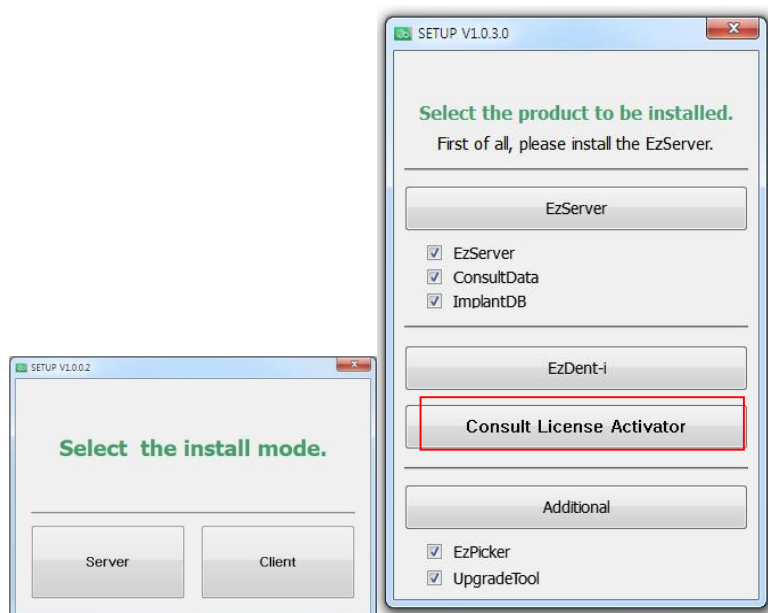 SETUP V1.0.0.2
Select the install mode.
Server
Client
SETUP V1.0.3.0
Select the product to be installed.
First of all, please install the EzServer.
EzServer
EzServer
ConsultData
ImplantDB
EzDent-i
Consult License Activator
Additional
EzPicker
UpgradeTool